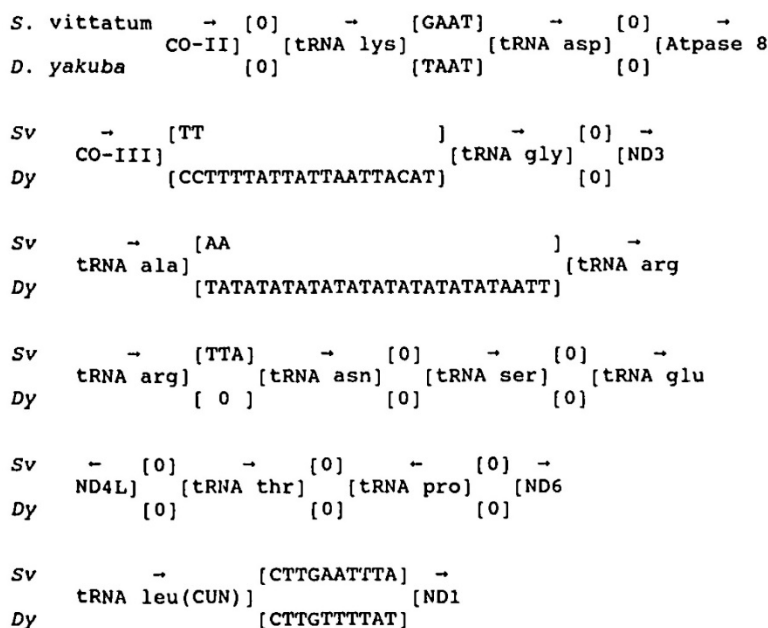 S. vittatum → [0] → [GAAT] → [0] →
CO-II] [tRNA lys] [tRNA asp] [Atpase 8
D. yakuba [0] [TAAT] [0]
Sv → [TT ] → [0] →
CO-III] [tRNA gly] [ND3
Dy [CCTTTTATTATTAATTACAT] [0]
Sv → [AA ] →
tRNA ala] [tRNA arg
Dy [TATATATATATATATATATATATAATT]
Sv → [TTA] → [0] → [0] →
tRNA arg] [tRNA asn] [tRNA ser] [tRNA glu
Dy [ 0 ] [0] [0]
Sv ← [0] → [0] ← [0] →
ND4L] [tRNA thr] [tRNA pro] [ND6
Dy [0] [0] [0]
Sv → [CTTGAATTTA] →
tRNA leu(CUN)] [ND1
Dy [CTTGTTTTAT]